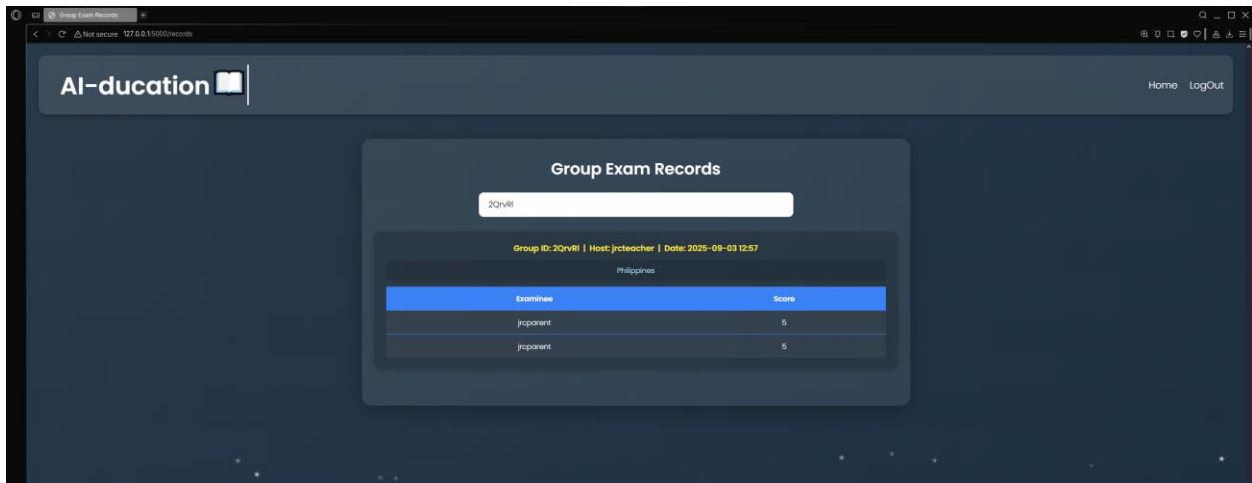 Group Exam Records
Not secure 127.0.0.1:5000/records
AI-ducation
Home LogOut
Group Exam Records
2QrvRI
Group ID: 2QrvRI | Host: jrcteacher | Date: 2025-09-03 12:57
Philippines
Examinee Score
jrcparent 5
jrcparent 5